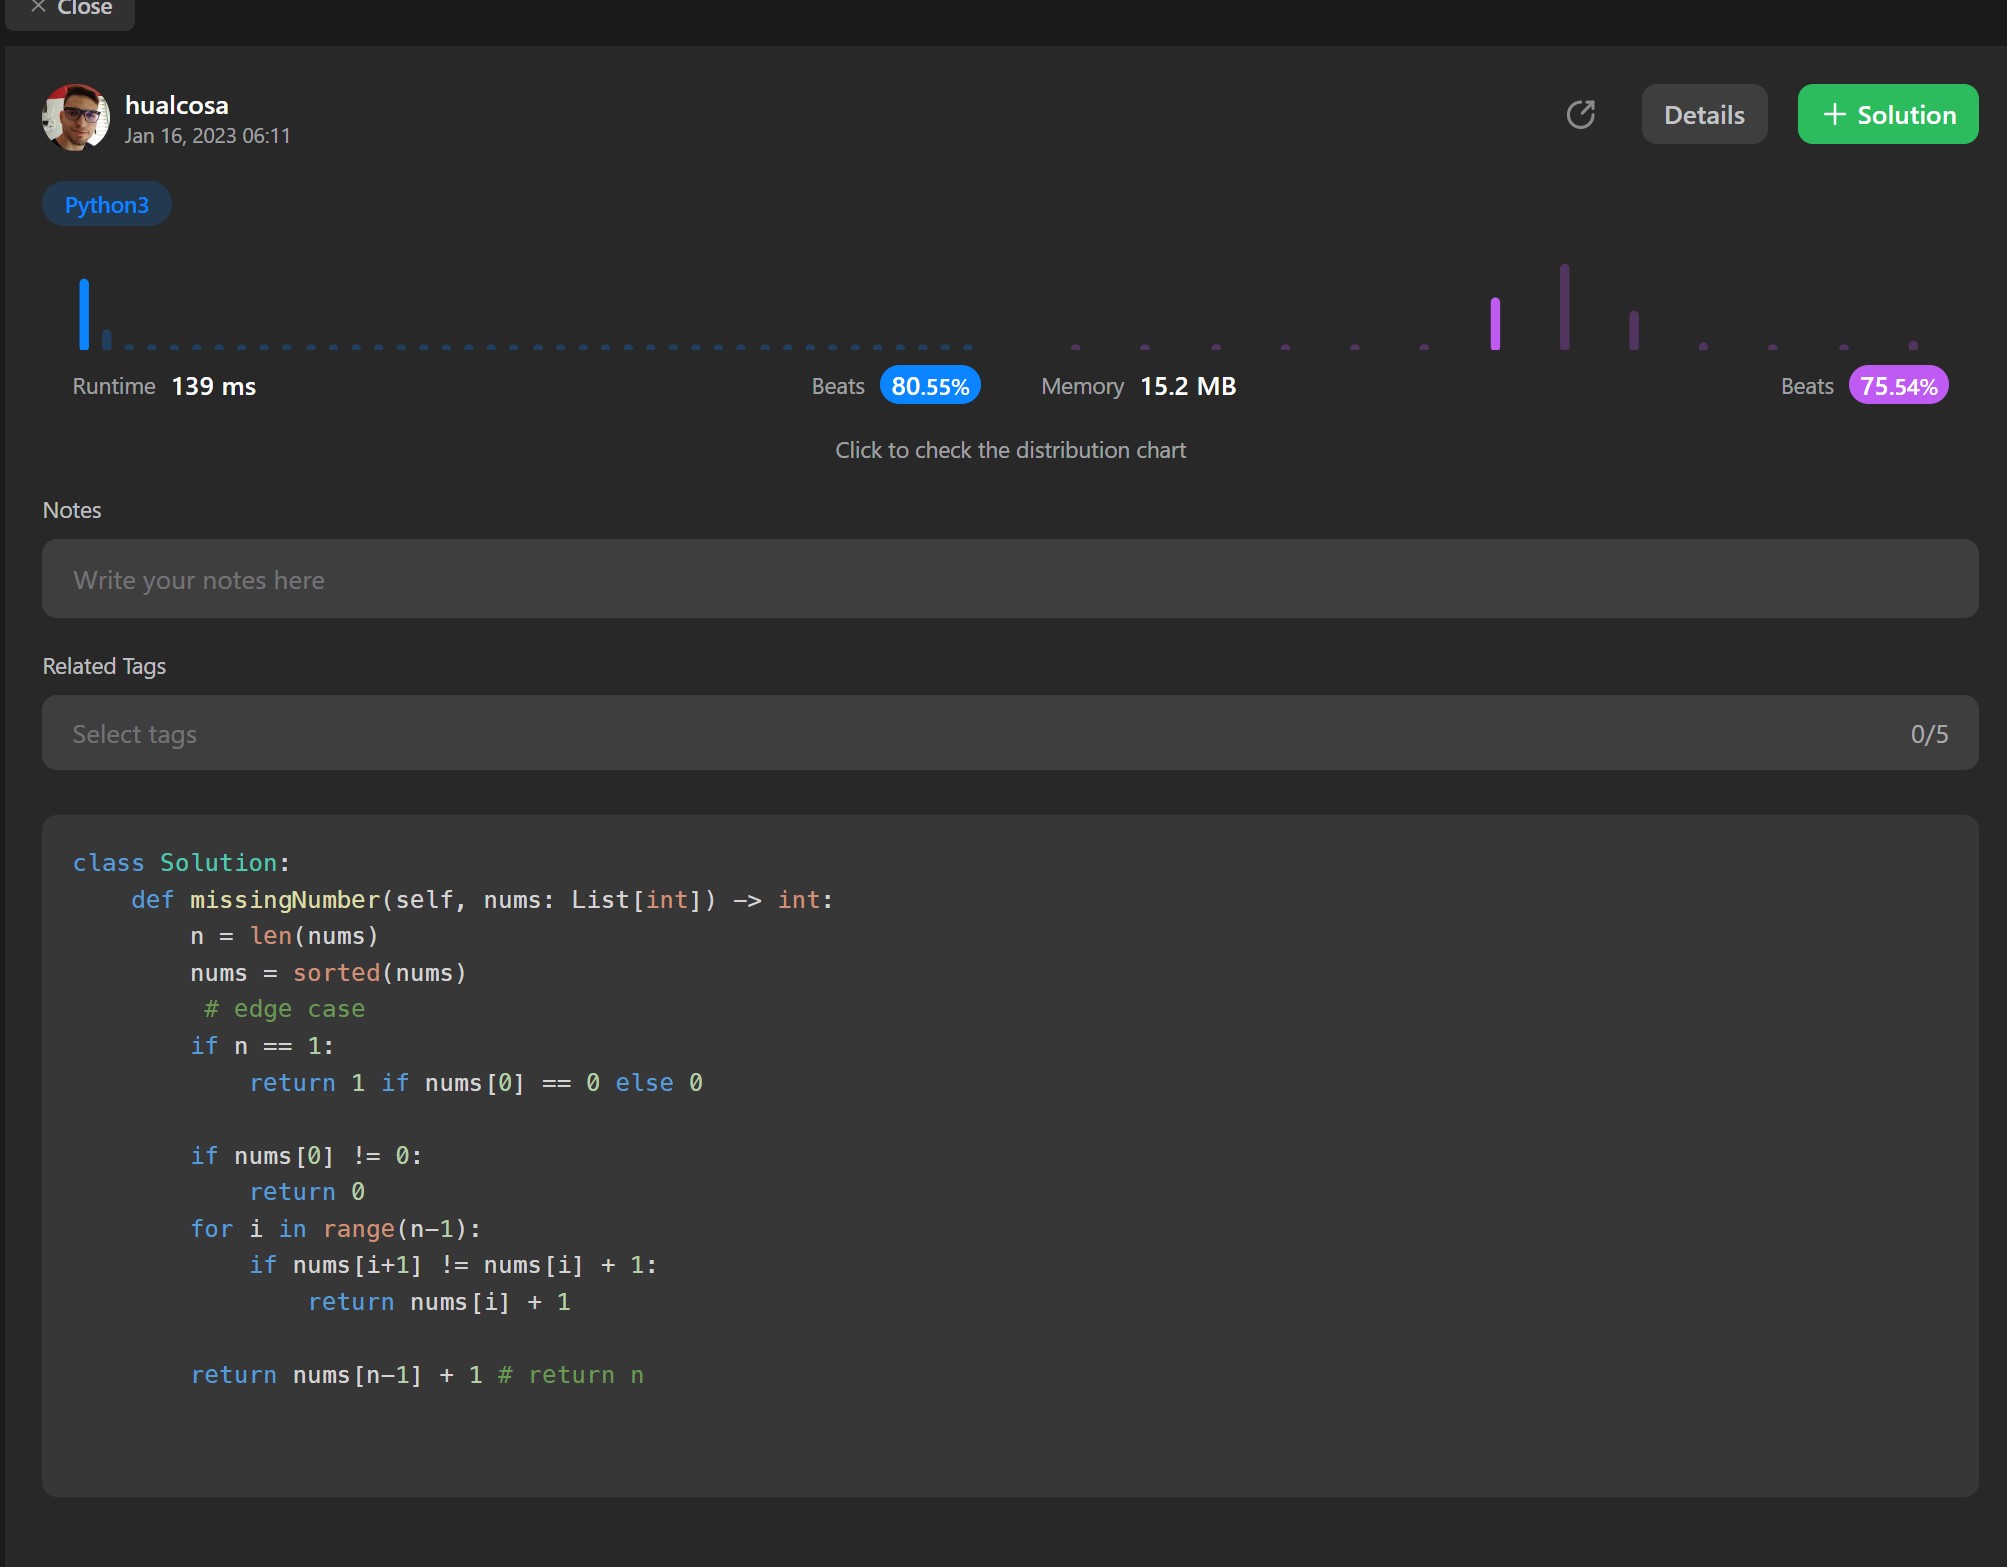 Close
hualcosa
Jan 16, 2023 06:11
Details
+ Solution
Python3
Runtime 139 ms
Beats 80.55%
Memory 15.2 MB
Beats 75.54%
Click to check the distribution chart
Notes
Write your notes here
Related Tags
Select tags
0/5
class Solution:
    def missingNumber(self, nums: List[int]) -> int:
        n = len(nums)
        nums = sorted(nums)
         # edge case
        if n == 1:
            return 1 if nums[0] == 0 else 0

        if nums[0] != 0:
            return 0
        for i in range(n-1):
            if nums[i+1] != nums[i] + 1:
                return nums[i] + 1

        return nums[n-1] + 1 # return n